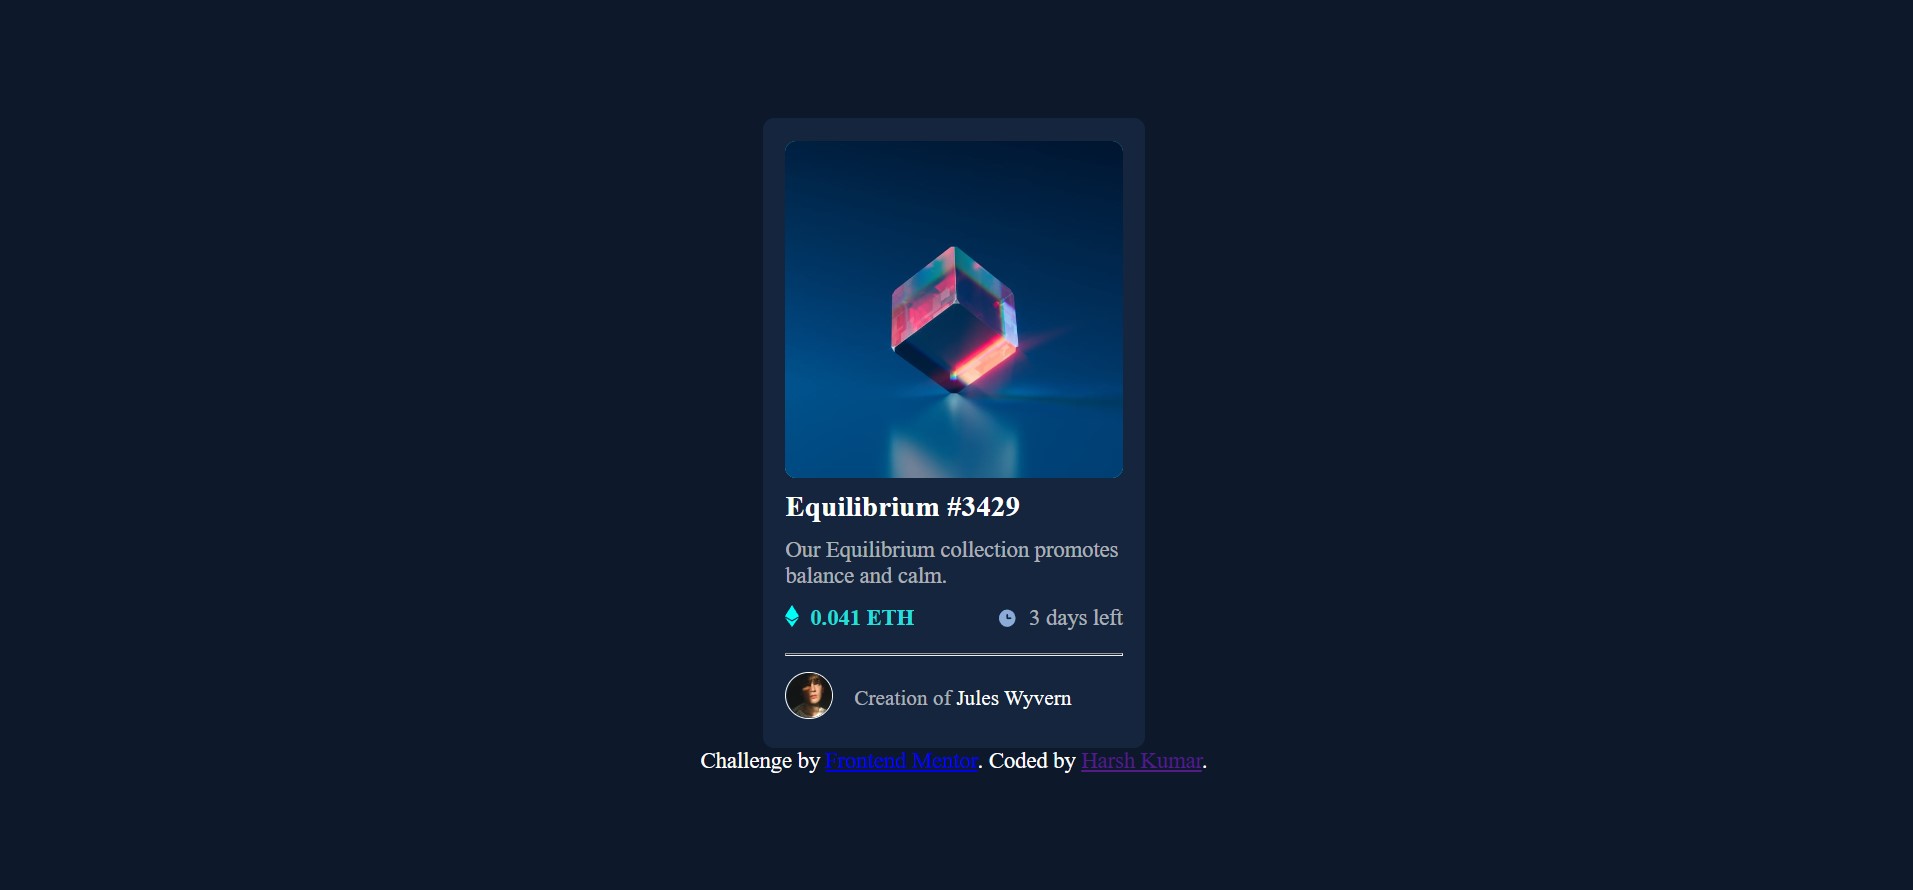 Equilibrium #3429
Our Equilibrium collection promotes
balance and calm.
0.041 ETH
3 days left
Creation of Jules Wyvern
Challenge by Frontend Mentor. Coded by Harsh Kumar.